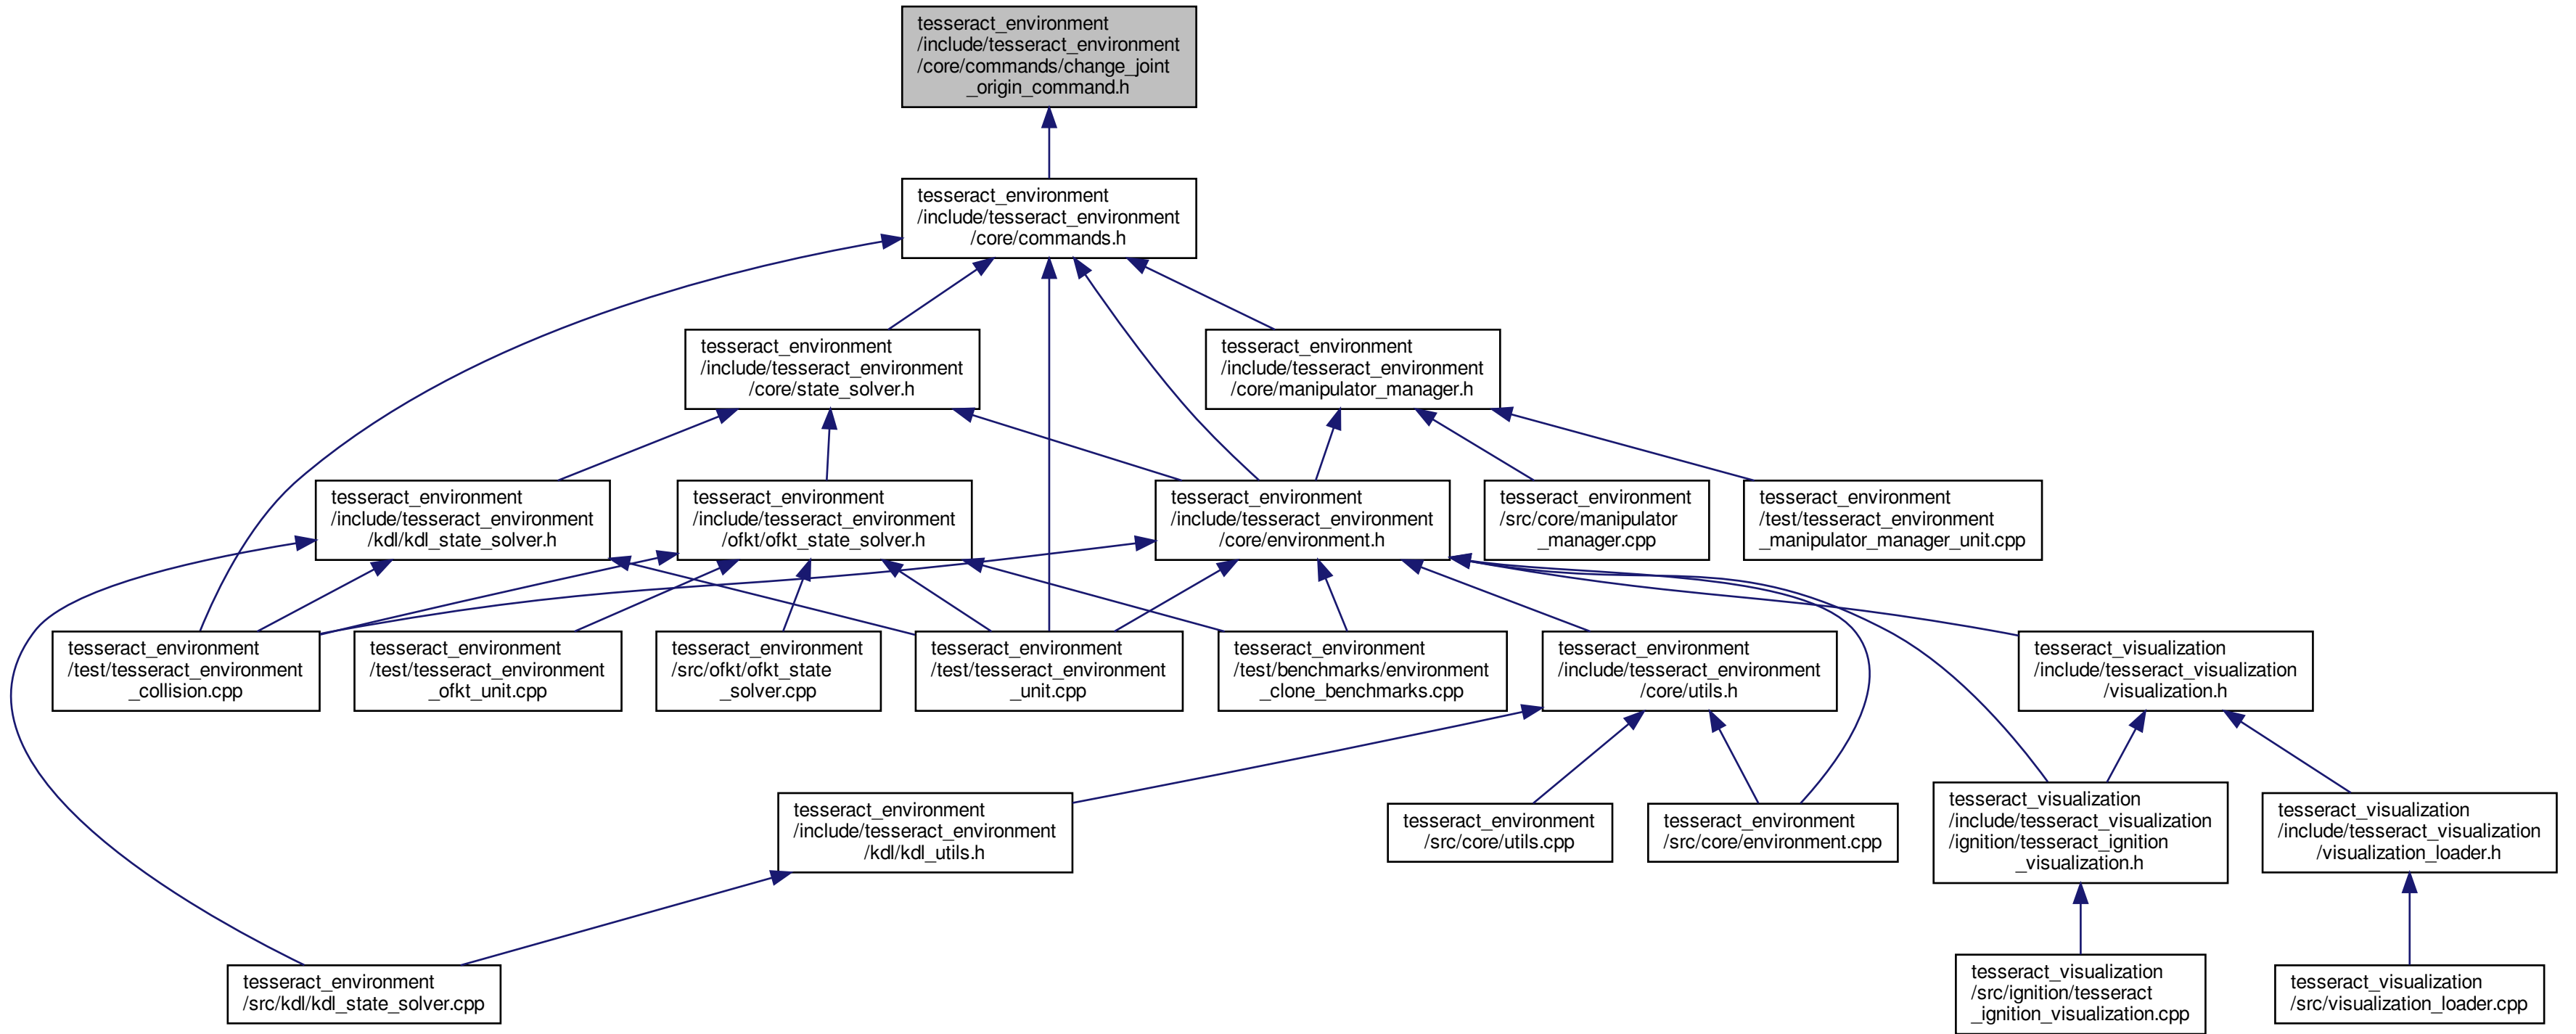 tesseract_environment
/include/tesseract_environment
/core/commands/change_joint
_origin_command.h
tesseract_environment
/include/tesseract_environment
/core/commands.h
tesseract_environment
/include/tesseract_environment
/core/state_solver.h
tesseract_environment
/include/tesseract_environment
/core/manipulator_manager.h
tesseract_environment
/include/tesseract_environment
/kdl/kdl_state_solver.h
tesseract_environment
/include/tesseract_environment
/ofkt/ofkt_state_solver.h
tesseract_environment
/include/tesseract_environment
/core/environment.h
tesseract_environment
/src/core/manipulator
_manager.cpp
tesseract_environment
/test/tesseract_environment
_manipulator_manager_unit.cpp
tesseract_environment
/test/tesseract_environment
_collision.cpp
tesseract_environment
/test/tesseract_environment
_ofkt_unit.cpp
tesseract_environment
/src/ofkt/ofkt_state
_solver.cpp
tesseract_environment
/test/tesseract_environment
_unit.cpp
tesseract_environment
/test/benchmarks/environment
_clone_benchmarks.cpp
tesseract_environment
/include/tesseract_environment
/core/utils.h
tesseract_visualization
/include/tesseract_visualization
/visualization.h
tesseract_environment
/include/tesseract_environment
/kdl/kdl_utils.h
tesseract_environment
/src/core/utils.cpp
tesseract_environment
/src/core/environment.cpp
tesseract_visualization
/include/tesseract_visualization
/ignition/tesseract_ignition
_visualization.h
tesseract_visualization
/include/tesseract_visualization
/visualization_loader.h
tesseract_environment
/src/kdl/kdl_state_solver.cpp
tesseract_visualization
/src/ignition/tesseract
_ignition_visualization.cpp
tesseract_visualization
/src/visualization_loader.cpp